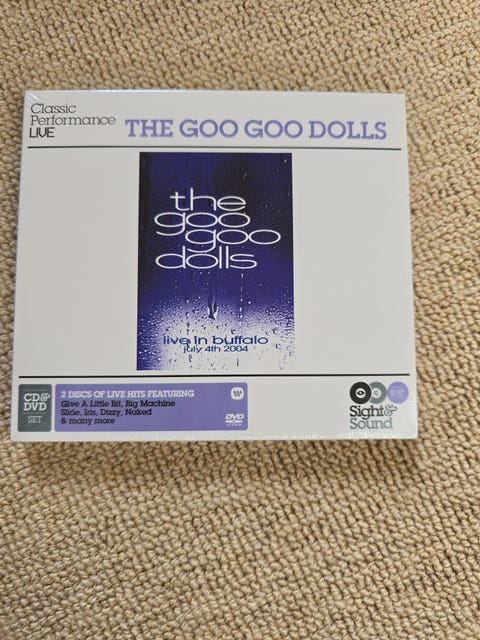 Classic
Performance
LIVE
THE GOO GOO DOLLS
the
goo
goo
dolls
live in buffalo
july 4th 2004
CD&
DVD
SET
2 DISCS OF LIVE HITS FEATURING
Give A Little Bit, Big Machine
Slide, Iris, Dizzy, Naked
& many more
DVD
VIDEO
Sight&
Sound